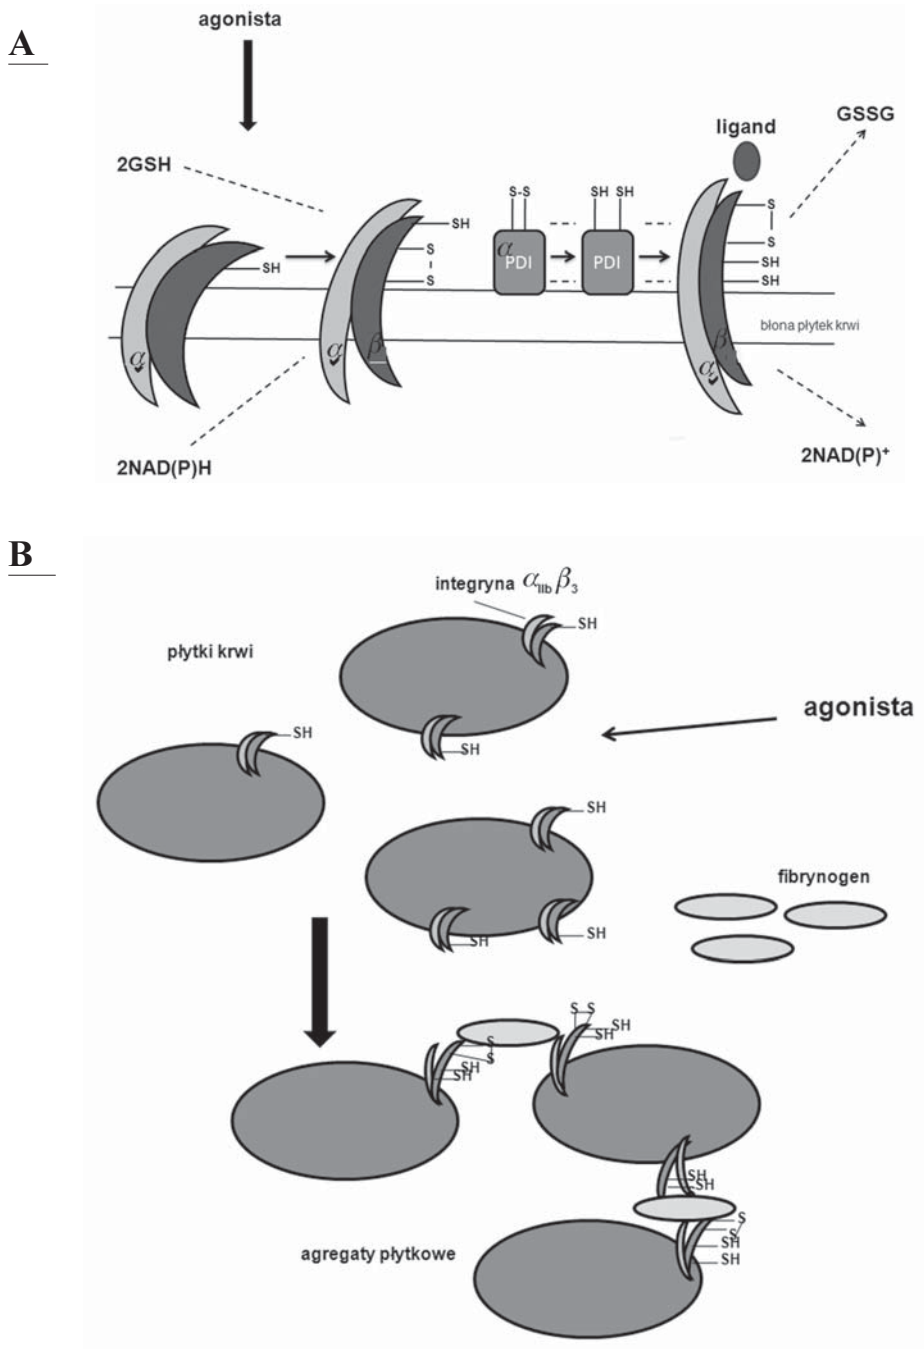 A
agonista
2GSH
GSSG
ligand
SH
SH
S
S
S-S
α
PDI
SH SH
PDI
S
S
SH
SH
błona płytek krwi
α
α
β
α
β
2NAD(P)H
2NAD(P)+
B
integryna αIIb β3
płytki krwi
SH
SH
SH
agonista
SH
SH
SH
fibrynogen
S
S
SH
SH
S S
SH
SH
SH
SH
S
S
SH
SH
agregaty płytkowe